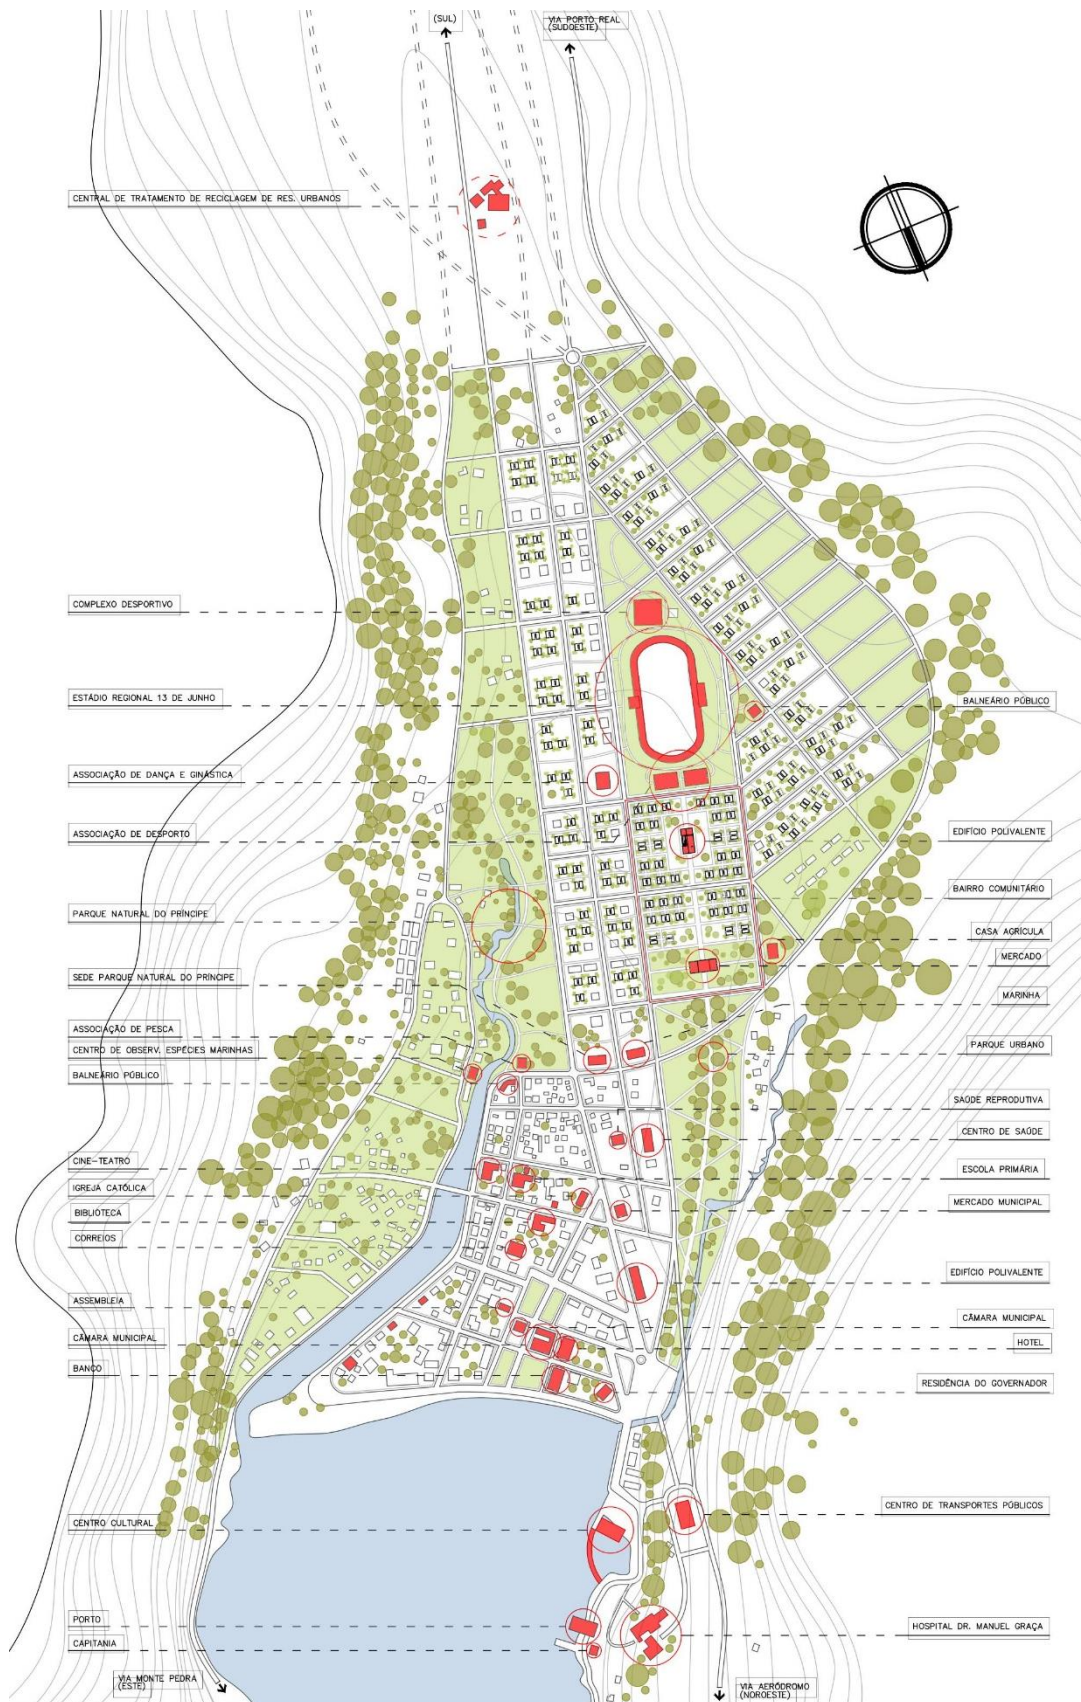 (SUL)
VIA PORTO REAL
(SUDOESTE)
CENTRAL DE TRATAMENTO DE RECICLAGEM DE RES. URBANOS
COMPLEXO DESPORTIVO
ESTÁDIO REGIONAL 13 DE JUNHO
BALNEÁRIO PÚBLICO
ASSOCIAÇÃO DE DANÇA E GINÁSTICA
ASSOCIAÇÃO DE DESPORTO
EDIFÍCIO POLIVALENTE
BAIRRO COMUNITÁRIO
PARQUE NATURAL DO PRÍNCIPE
CASA AGRÍCULA
MERCADO
SEDE PARQUE NATURAL DO PRÍNCIPE
MARINHA
ASSOCIAÇÃO DE PESCA
CENTRO DE OBSERV. ESPÉCIES MARINHAS
PARQUE URBANO
BALNEÁRIO PÚBLICO
SAÚDE REPRODUTIVA
CENTRO DE SAÚDE
CINE-TEATRO
ESCOLA PRIMÁRIA
IGREJA CATÓLICA
MERCADO MUNICIPAL
BIBLIOTECA
CORREIOS
EDIFÍCIO POLIVALENTE
ASSEMBLEIA
CÂMARA MUNICIPAL
CÂMARA MUNICIPAL
HOTEL
BANCO
RESIDÊNCIA DO GOVERNADOR
CENTRO DE TRANSPORTES PÚBLICOS
CENTRO CULTURAL
PORTO
HOSPITAL DR. MANUEL GRAÇA
CAPITANIA
VIA MONTE PEDRA
(ESTE)
VIA AERÓDROMO
(NOROESTE)